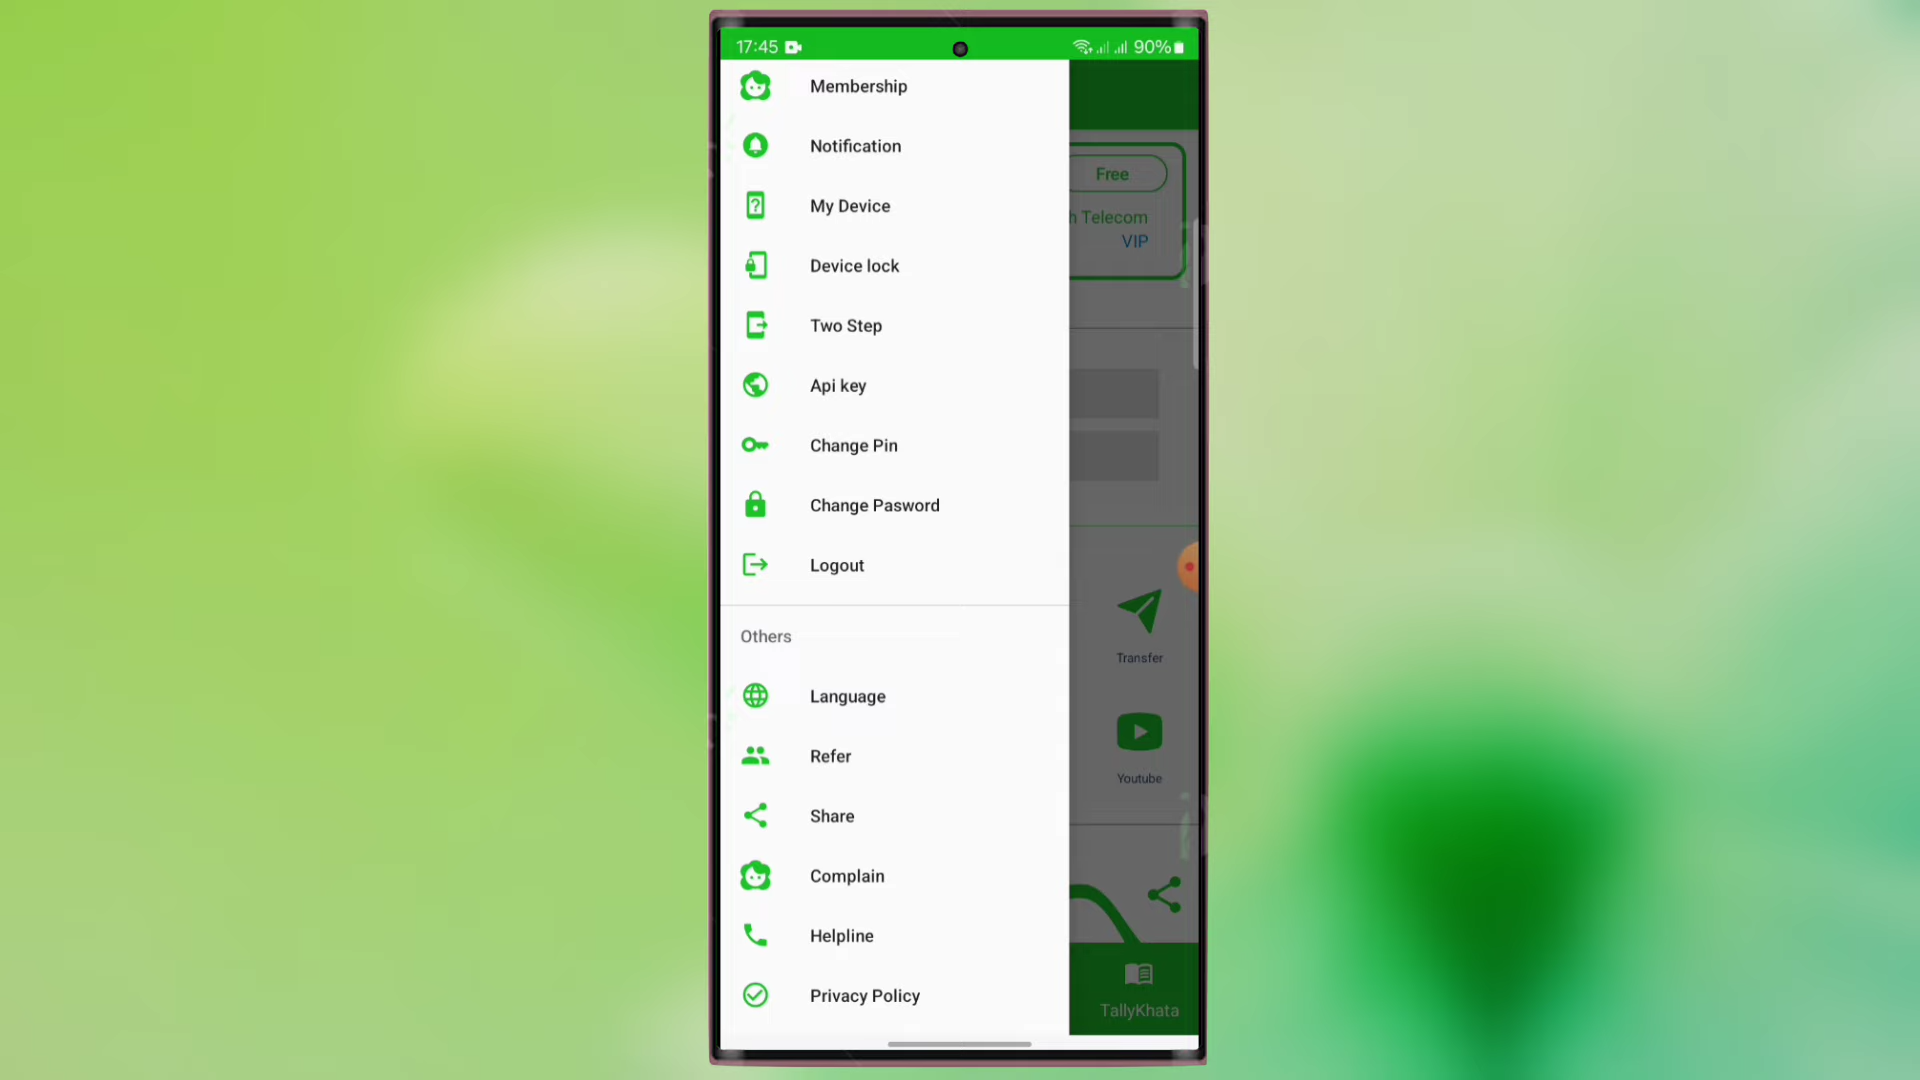 17:45 90%
Membership
Notification
My Device
Device lock
Two Step
Api key
Change Pin
Change Pasword
Logout
Others
Language
Refer
Share
Complain
Helpline
Privacy Policy
Free
h Telecom
VIP
Transfer
Youtube
TallyKhata